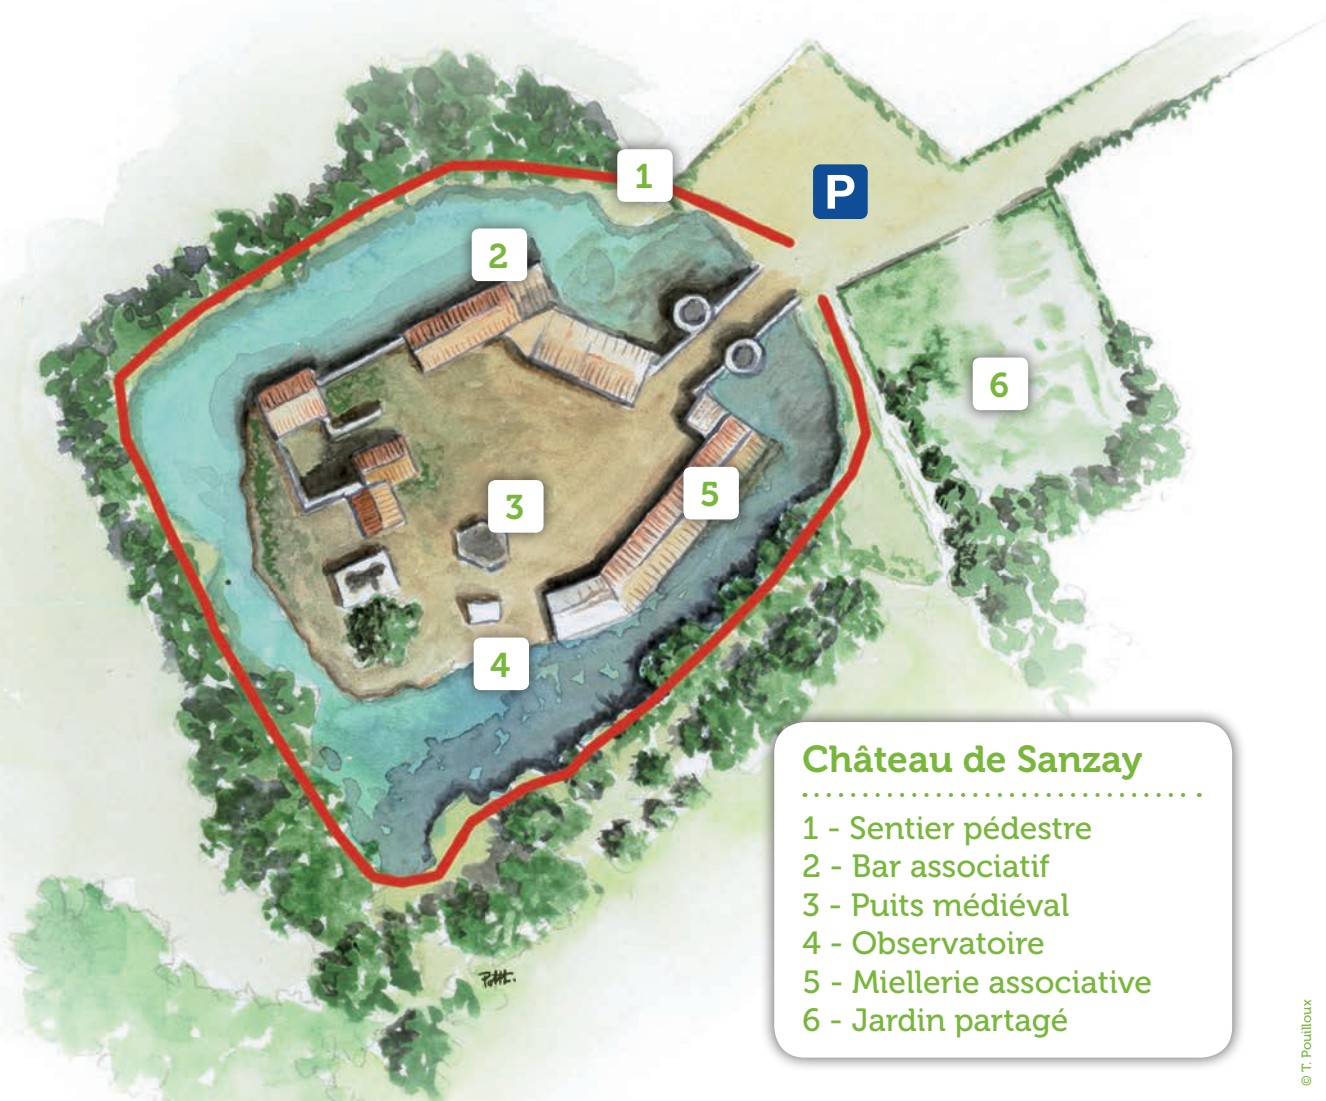 1
P
2
6
5
3
4
Château de Sanzay
1 - Sentier pédestre
2 - Bar associatif
3 - Puits médiéval
4 - Observatoire
5 - Miellerie associative
6 - Jardin partagé
© T. Pouilloux